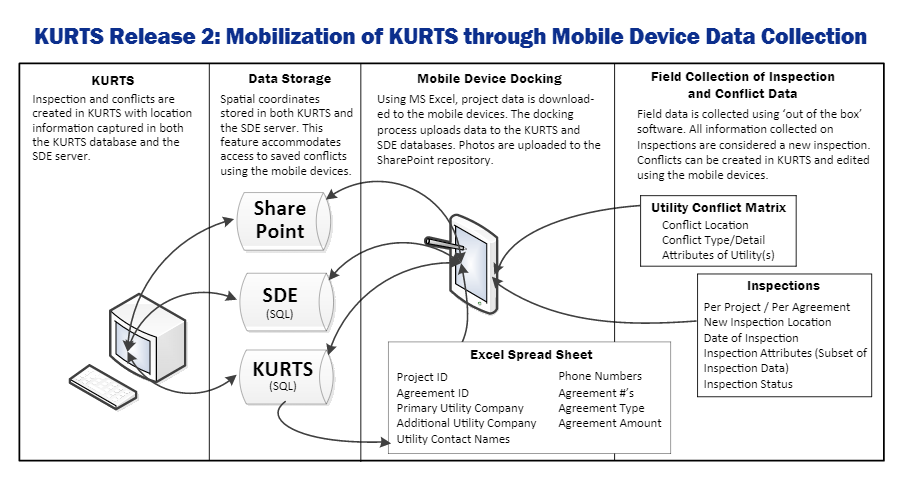 KURTS Release 2: Mobilization of KURTS through Mobile Device Data Collection
KURTS
Inspection and conflicts are
created in KURTS with location
information captured in both
the KURTS database and the
SDE server.
Data Storage
Spatial coordinates
stored in both KURTS and
the SDE server. This
feature accommodates
access to saved conflicts
using the mobile devices.
Mobile Device Docking
Using MS Excel, project data is download-
ed to the mobile devices. The docking
process uploads data to the KURTS and
SDE databases. Photos are uploaded to the
SharePoint repository.
Field Collection of Inspection
and Conflict Data
Field data is collected using ‘out of the box’
software. All information collected on
Inspections are considered a new inspection.
Conflicts can be created in KURTS and edited
using the mobile devices.
Share
Point
SDE
(SQL)
KURTS
(SQL)
Utility Conflict Matrix
Conflict Location
Conflict Type/Detail
Attributes of Utility(s)
Inspections
Per Project / Per Agreement
New Inspection Location
Date of Inspection
Inspection Attributes (Subset of
Inspection Data)
Inspection Status
Excel Spread Sheet
Project ID
Agreement ID
Primary Utility Company
Additional Utility Company
Utility Contact Names
Phone Numbers
Agreement #'s
Agreement Type
Agreement Amount